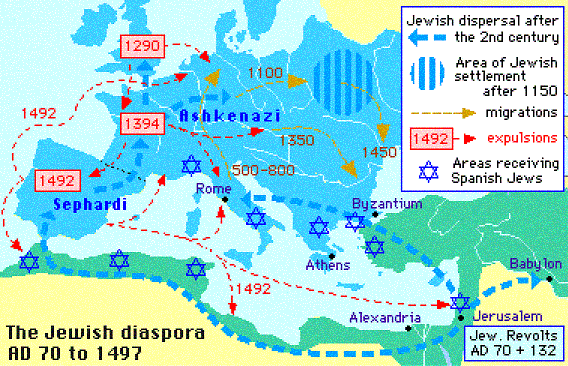 Jewish dispersal after
the 2nd century
Area of Jewish
settlement
after 1150
migrations
1492 expulsions
Areas receiving
Spanish Jews
1290
1100
1492
Ashkenazi
1394
1350
1450
1492
500-800
Rome
Sephardi
Byzantium
Athens
Babylon
1492
Alexandria
Jerusalem
The Jewish diaspora
AD 70 to 1497
Jew. Revolts
AD 70 + 132